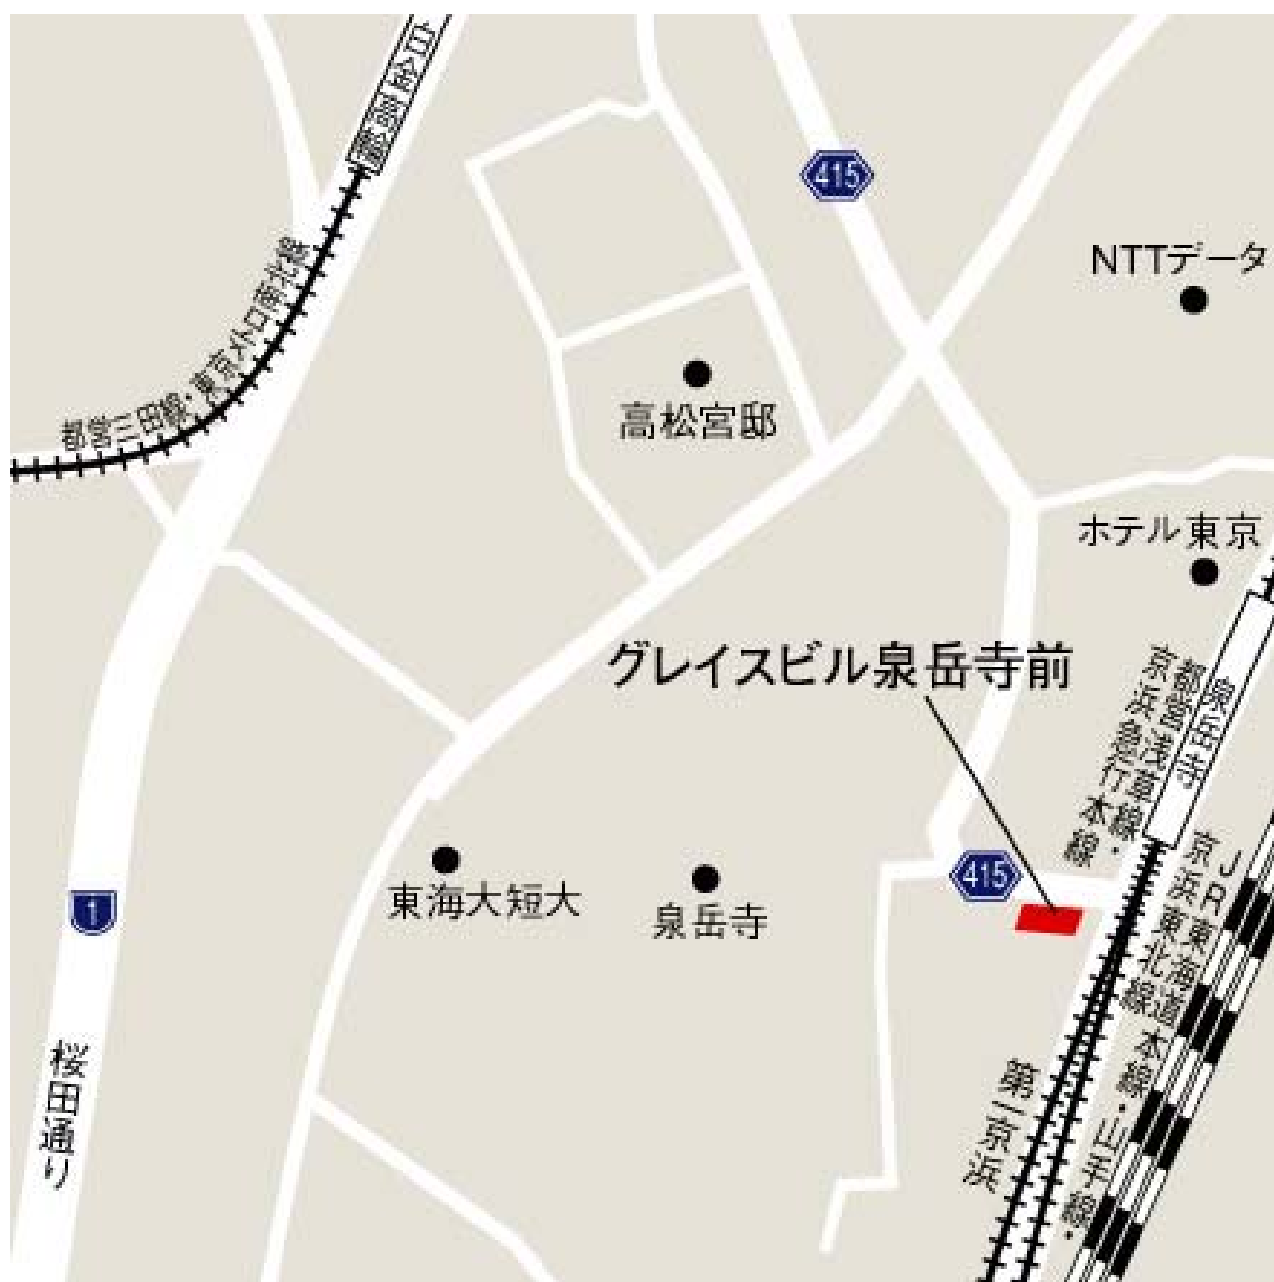 白金高輪
415
NTTデータ
都営三田線・東京メトロ南北線
高松宮邸
ホテル東京
グレイスビル泉岳寺前
泉岳寺
都営浅草線・
京浜急行本線
415
東海大短大
泉岳寺
1
JR東海道本線・山手線・
京浜東北線
桜田通り
第一京浜